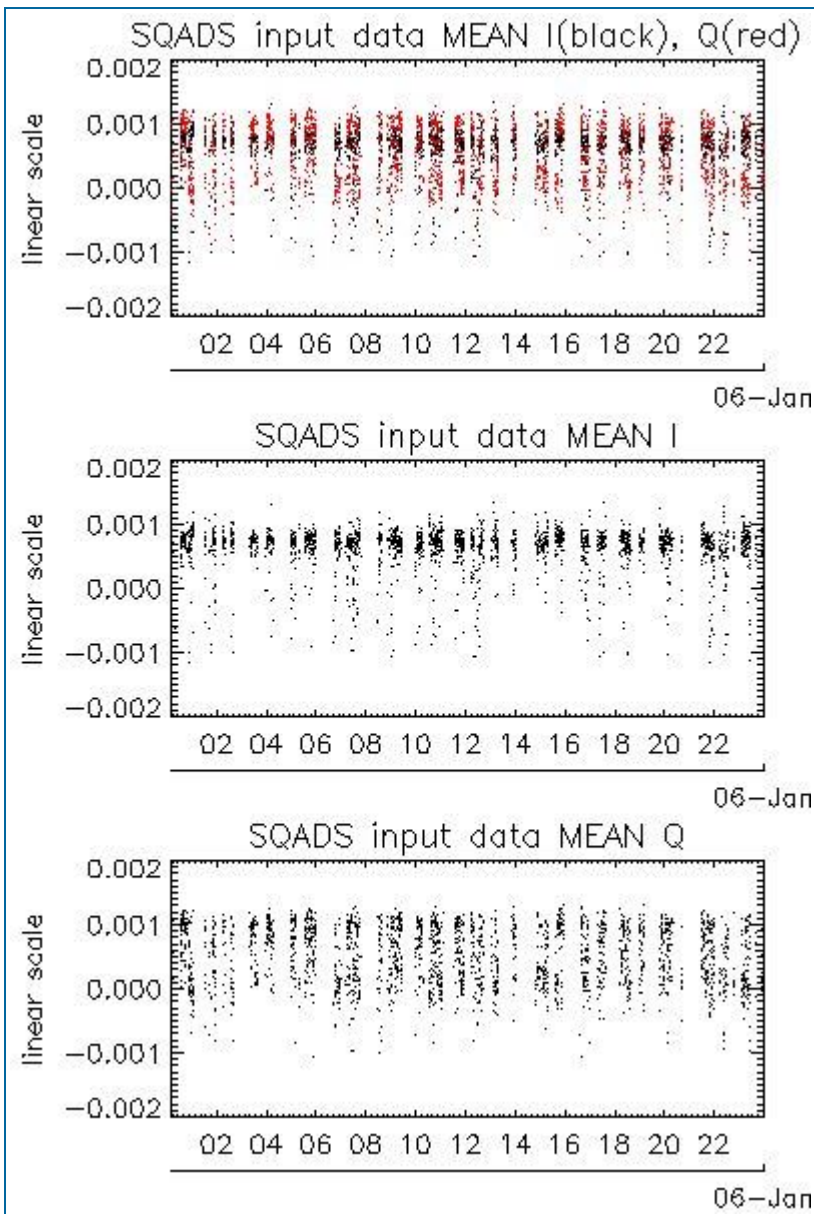 SQADS input data MEAN I(black), Q(red)
0.002
0.001
0.000
-0.001
-0.002
linear scale
02 04 06 08 10 12 14 16 18 20 22
06-Jan
SQADS input data MEAN I
0.002
0.001
0.000
-0.001
-0.002
linear scale
02 04 06 08 10 12 14 16 18 20 22
06-Jan
SQADS input data MEAN Q
0.002
0.001
0.000
-0.001
-0.002
linear scale
02 04 06 08 10 12 14 16 18 20 22
06-Jan